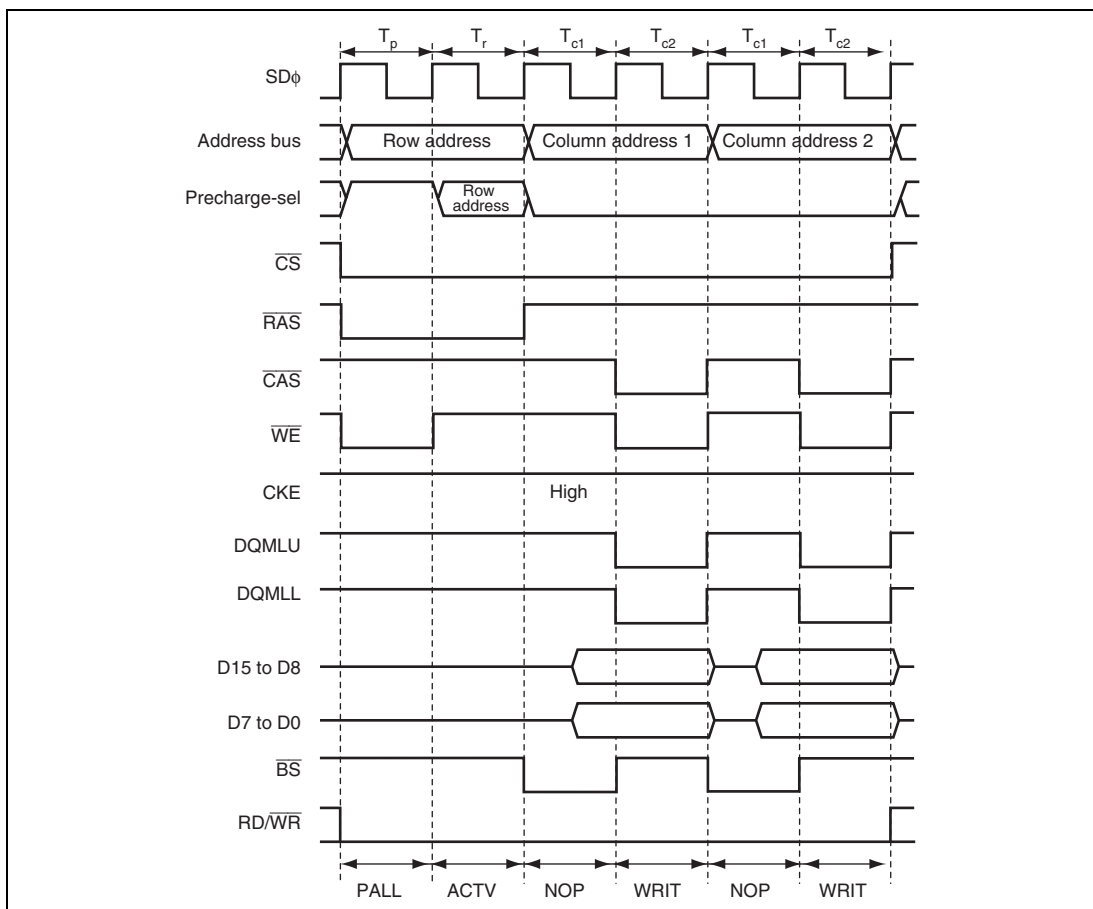 Tp Tr Tc1 Tc2 Tc1 Tc2
SDϕ
Address bus Row address Column address 1 Column address 2
Precharge-sel Row
address
CS
RAS
CAS
WE
CKE High
DQMLU
DQMLL
D15 to D8
D7 to D0
BS
RD/WR
PALL ACTV NOP WRIT NOP WRIT